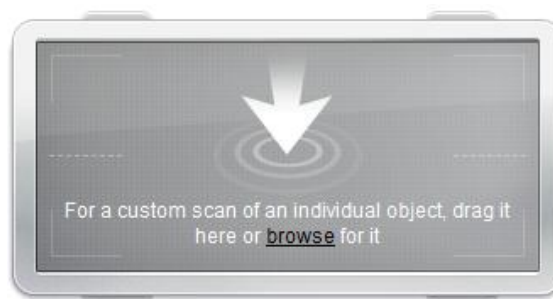 For a custom scan of an individual object, drag it
here or browse for it